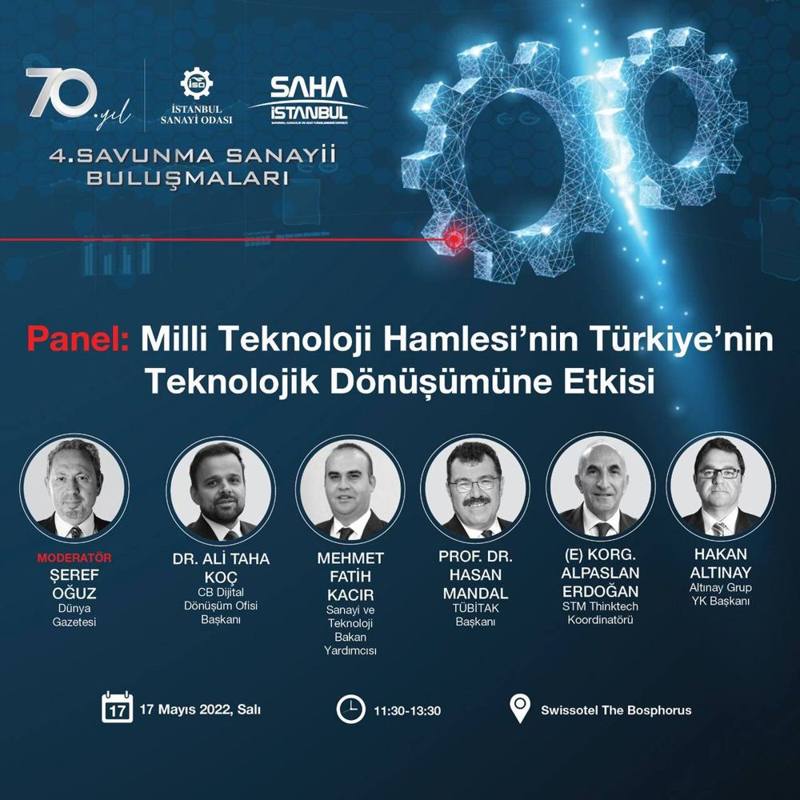 70.yıl
İSO
İSTANBUL
SANAYİ ODASI
SAHA
İSTANBUL
4.SAVUNMA SANAYİİ
BULUŞMALARI
Panel: Milli Teknoloji Hamlesi’nin Türkiye’nin
Teknolojik Dönüşümüne Etkisi
MODERATÖR
ŞEREF
OĞUZ
Dünya
Gazetesi
DR. ALİ TAHA
KOÇ
CB Dijital
Dönüşüm Ofisi
Başkanı
MEHMET
FATİH
KACIR
Sanayi ve
Teknoloji
Bakan
Yardımcısı
PROF. DR.
HASAN
MANDAL
TÜBİTAK
Başkanı
(E) KORG.
ALPASLAN
ERDOĞAN
STM Thinktech
Koordinatörü
HAKAN
ALTINAY
Altınay Grup
YK Başkanı
17
17 Mayıs 2022, Salı
11:30-13:30
Swissotel The Bosphorus